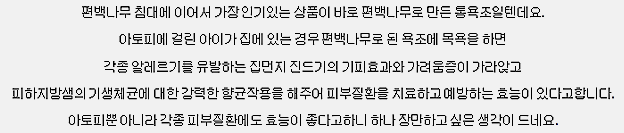 편백나무 침대에 이어서 가장 인기있는 상품이 바로 편백나무로 만든 통욕조일텐데요.
아토피에 걸린 아이가 집에 있는 경우 편백나무로 된 욕조에 목욕을 하면
각종 알레르기를 유발하는 집먼지 진드기의 기피효과와 가려움증이 가라앉고
피하지방샘의 기생체균에 대한 강력한 향균작용을 해주어 피부질환을 치료하고 예방하는 효능이 있다고합니다.
아토피뿐 아니라 각종 피부질환에도 효능이 좋다고하니 하나 장만하고 싶은 생각이 드네요.